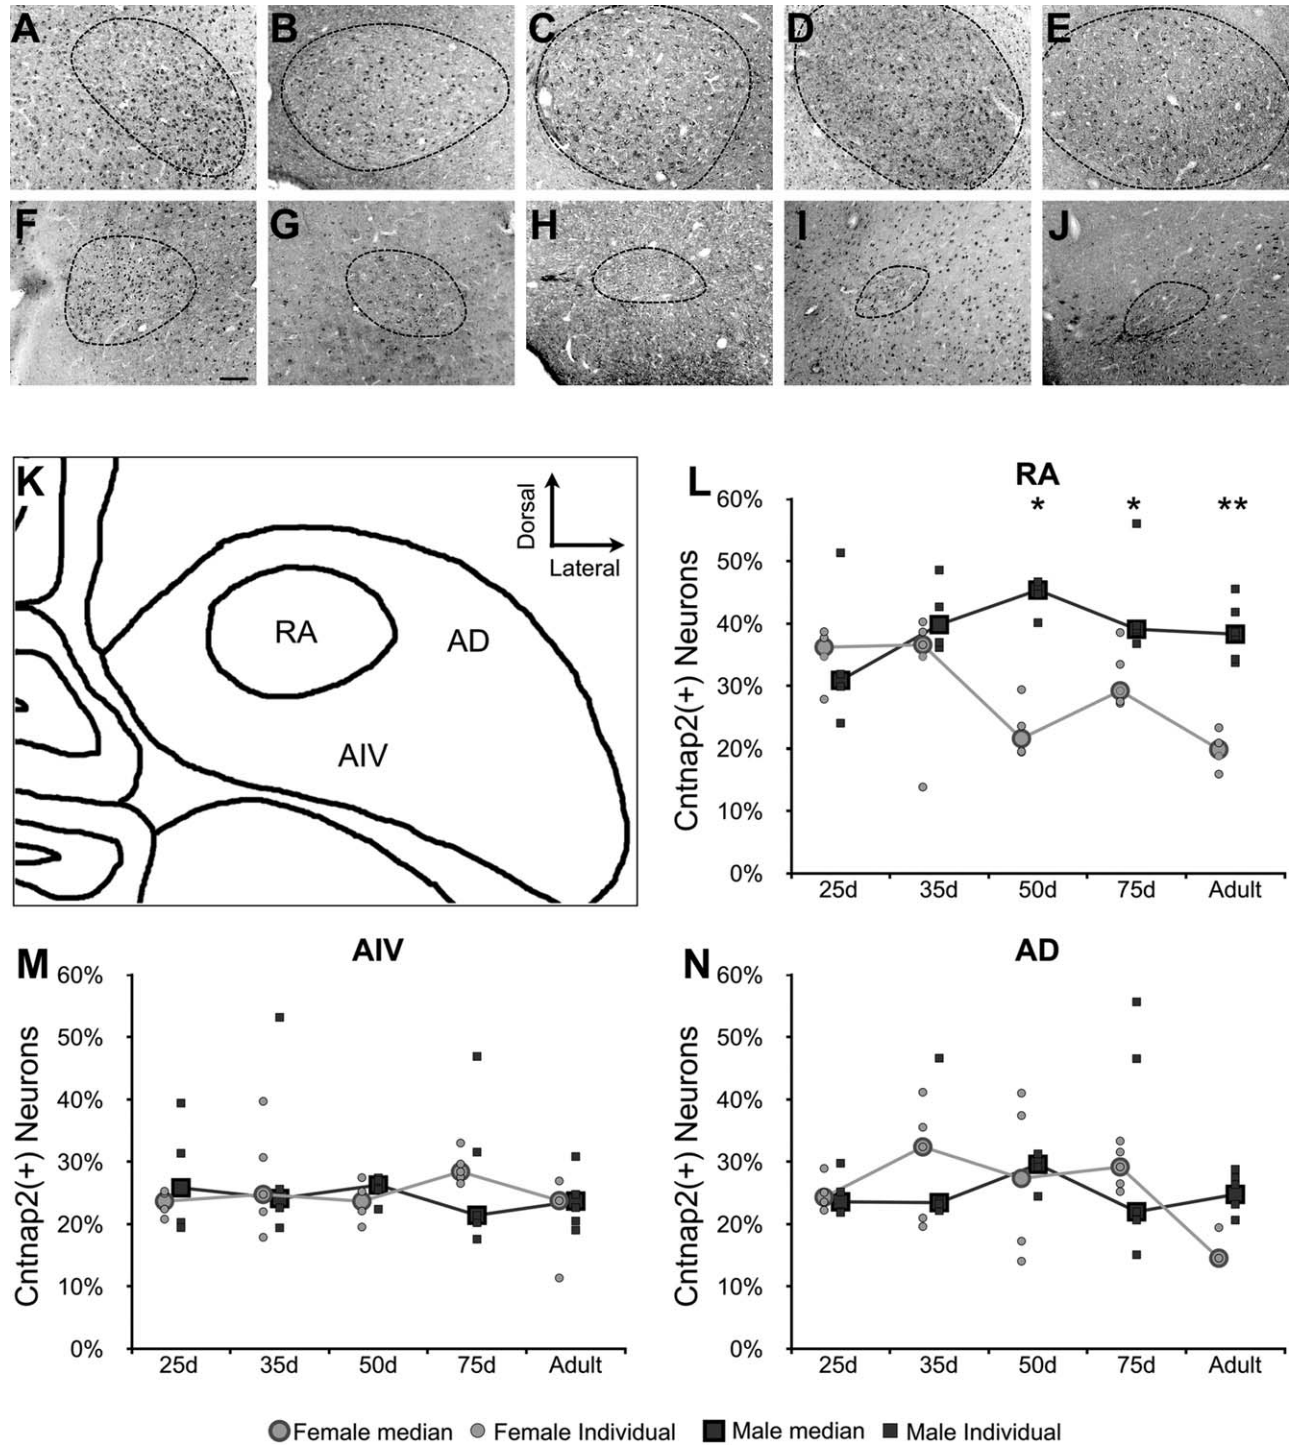 A B C D E
F G H I J
K
Dorsal
Lateral
RA
AD
AIV
L
RA
* * **
Cntnap2(+) Neurons
60%
50%
40%
30%
20%
10%
0%
25d 35d 50d 75d Adult
M
AIV
Cntnap2(+) Neurons
60%
50%
40%
30%
20%
10%
0%
25d 35d 50d 75d Adult
N
AD
Cntnap2(+) Neurons
60%
50%
40%
30%
20%
10%
0%
25d 35d 50d 75d Adult
Female median Female Individual Male median Male Individual